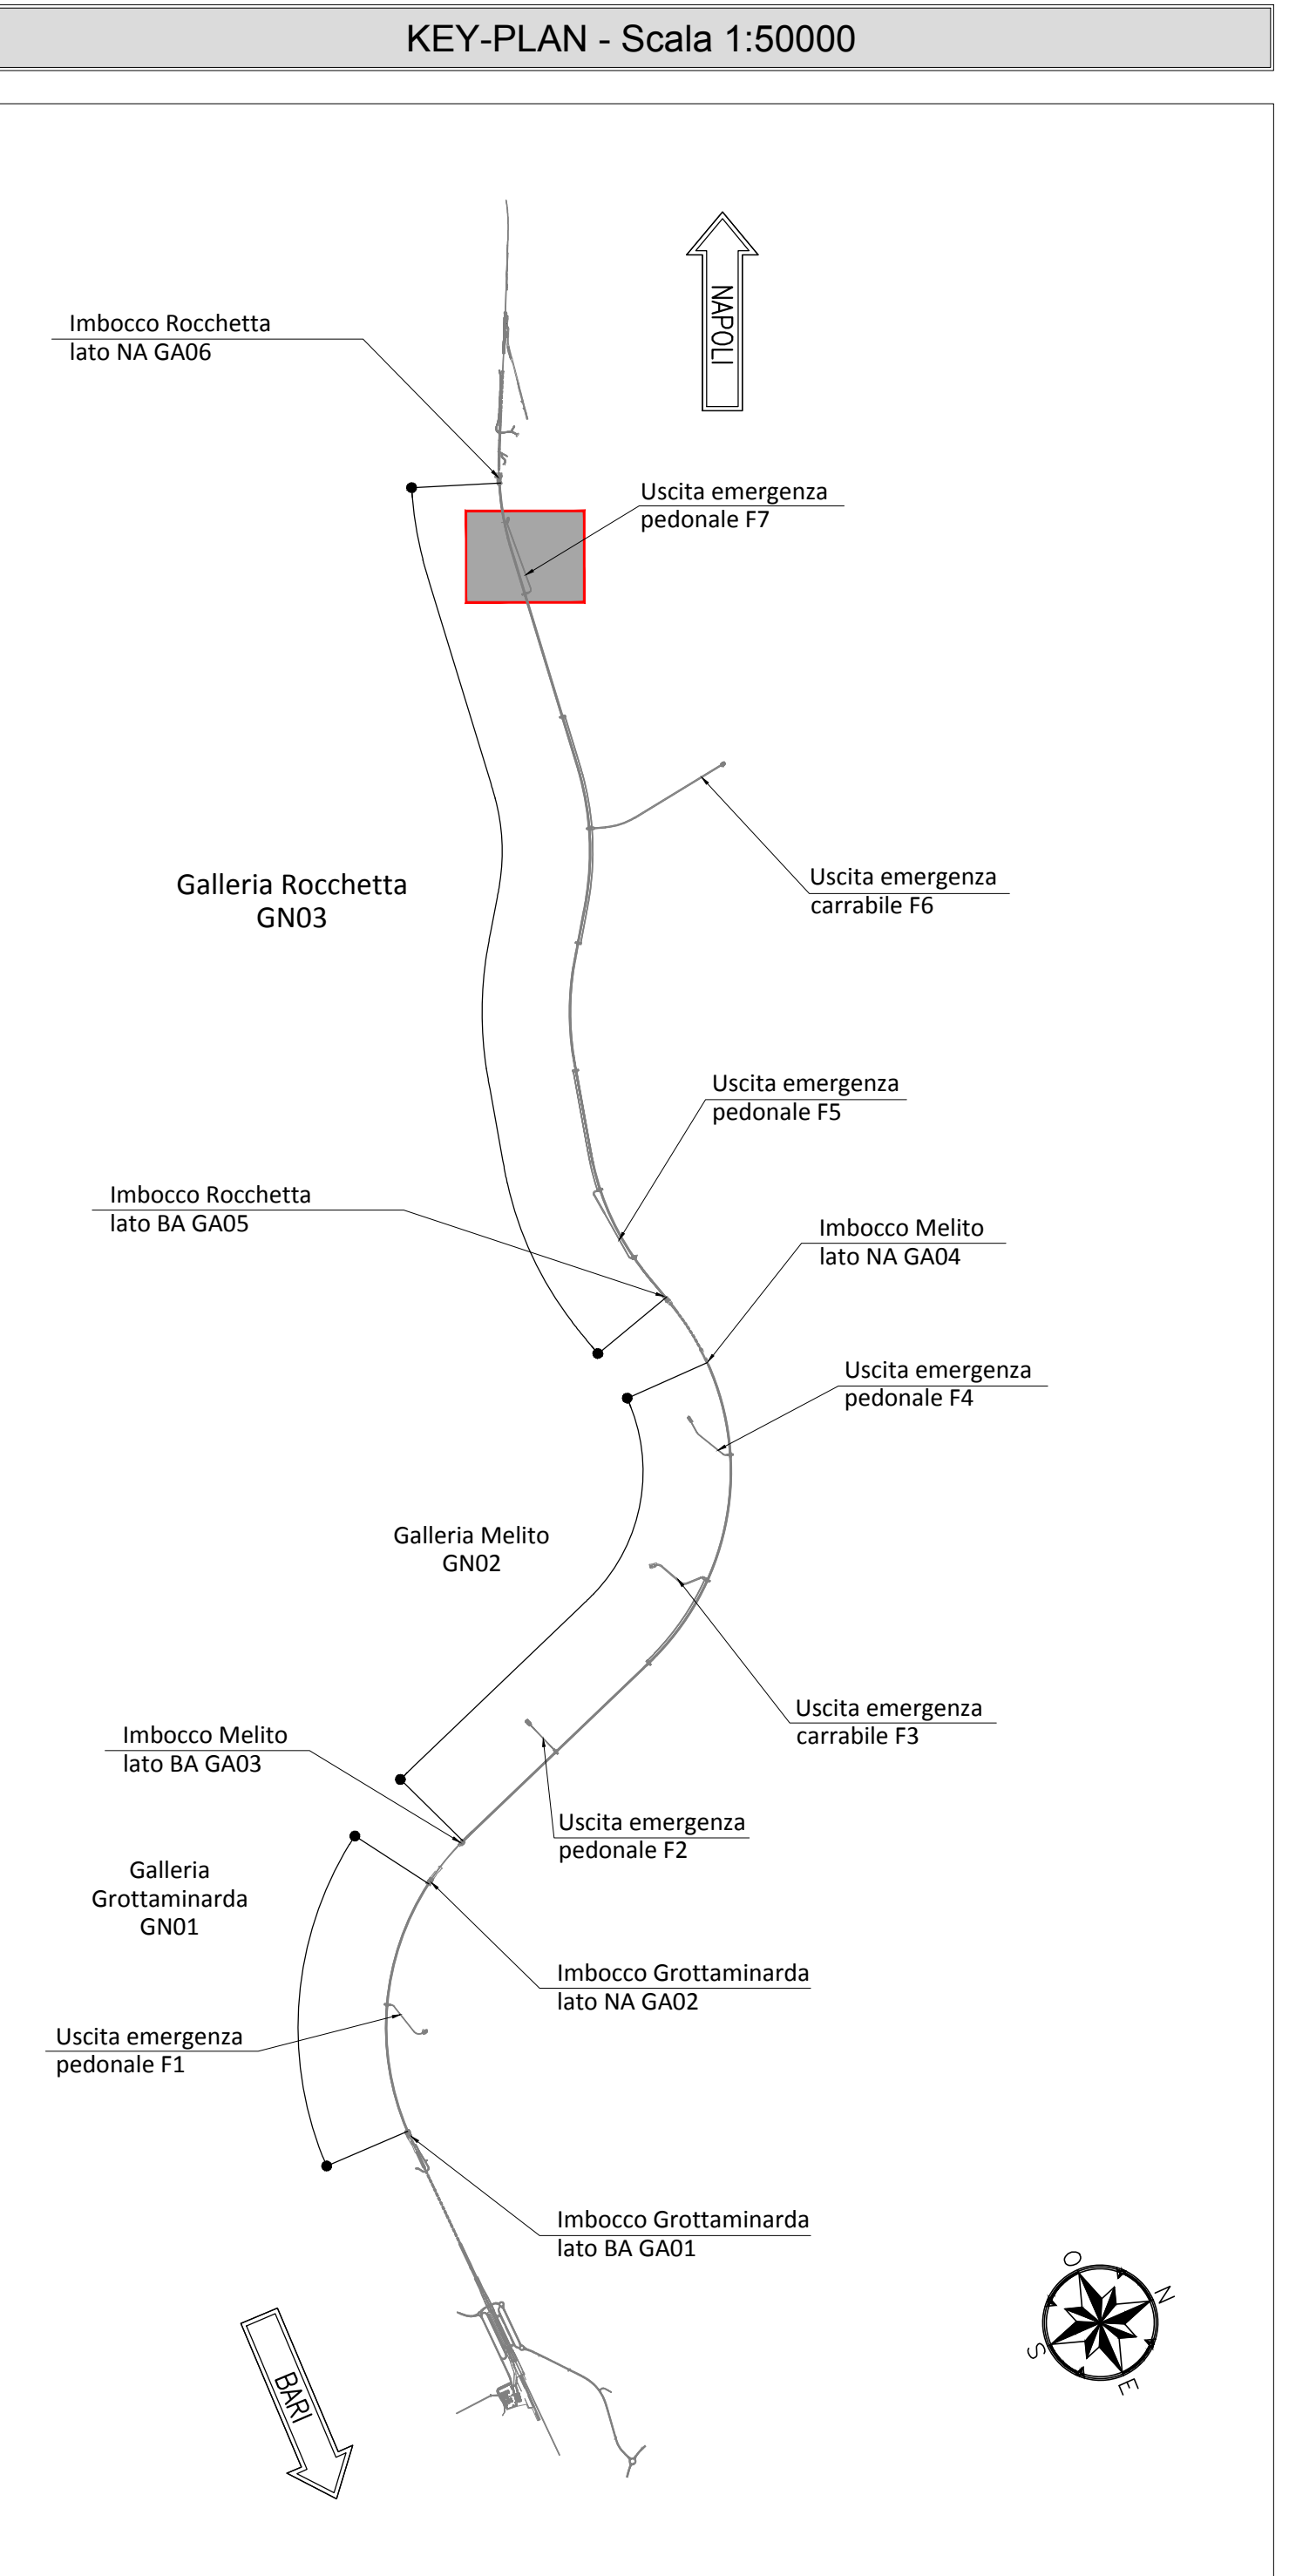 KEY-PLAN - Scala 1:50000
NAPOLI
Imbocco Rocchetta
lato NA GA06
Uscita emergenza
pedonale F7
Uscita emergenza
carrabile F6
Galleria Rocchetta
GN03
Uscita emergenza
pedonale F5
Imbocco Rocchetta
lato BA GA05
Imbocco Melito
lato NA GA04
Uscita emergenza
pedonale F4
Galleria Melito
GN02
Uscita emergenza
carrabile F3
Imbocco Melito
lato BA GA03
Uscita emergenza
pedonale F2
Galleria
Grottaminarda
GN01
Imbocco Grottaminarda
lato NA GA02
Uscita emergenza
pedonale F1
Imbocco Grottaminarda
lato BA GA01
O
N
S
E
BARI